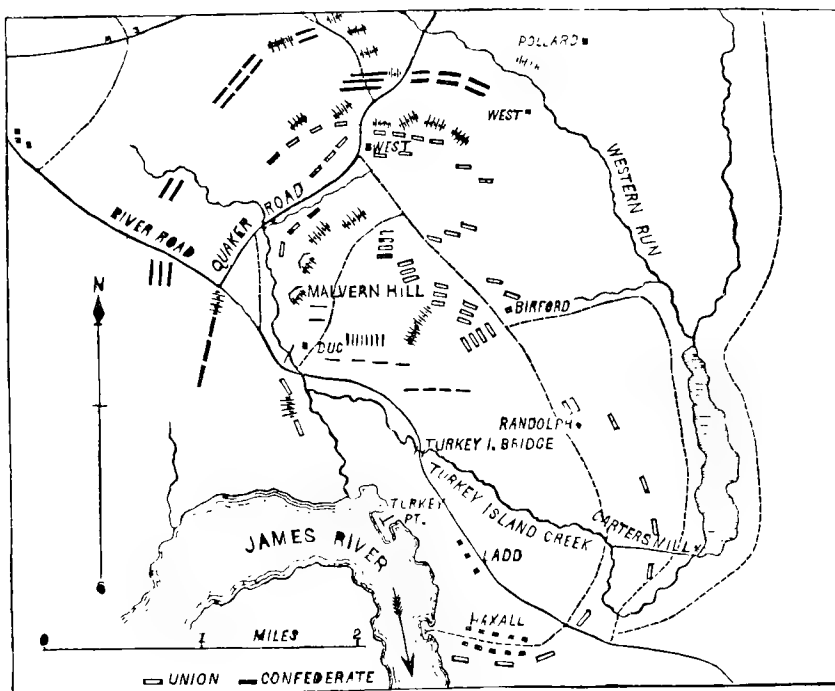 POLLARD
WEST
WEST
WESTERN RUN
RIVER ROAD
QUAKER ROAD
N
MALVERN HILL
BIRFORD
DUC
RANDOLPH
TURKEY I. BRIDGE
TURKEY ISLAND CREEK
TURKEY PT.
CARTERS MILL
JAMES RIVER
LADD
HAXALL
0 1 MILES 2
UNION CONFEDERATE